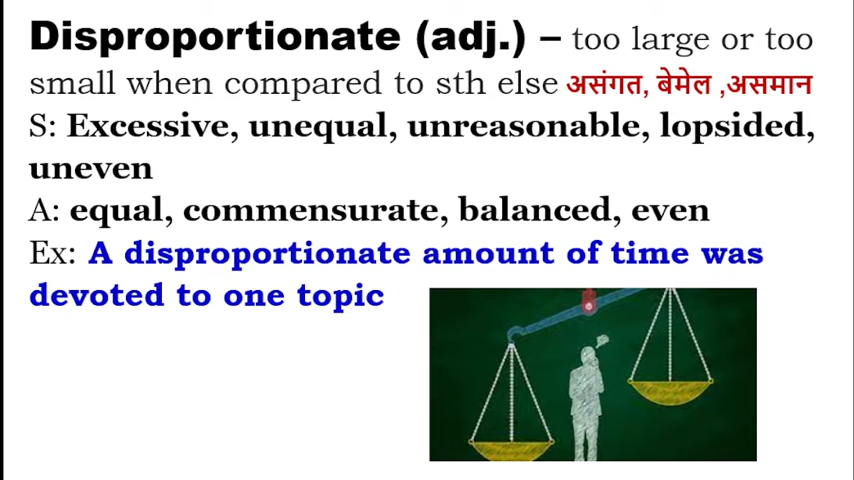 Disproportionate (adj.) – too large or too
small when compared to sth else असंगत, बेमेल ,असमान
S: Excessive, unequal, unreasonable, lopsided,
uneven
A: equal, commensurate, balanced, even
Ex: A disproportionate amount of time was
devoted to one topic